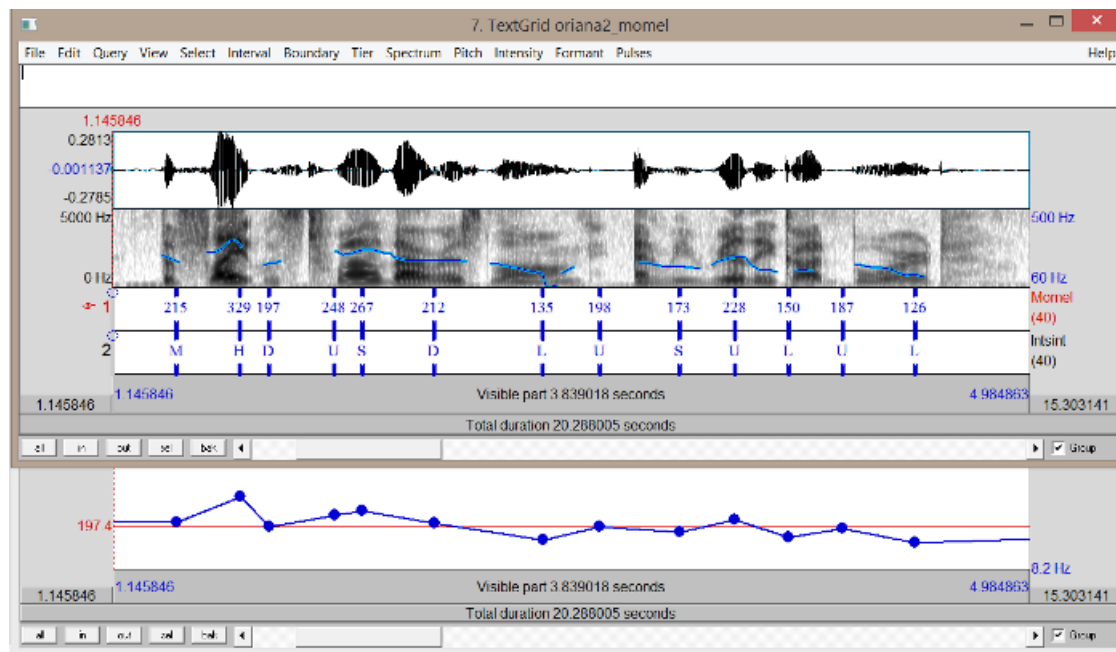 7. TextGrid oriana2_momel
File Edit Query View Select Interval Boundary Tier Spectrum Pitch Intensity Formant Pulses Help
1.145846
0.2813
0.001137
-0.2785
5000 Hz 500 Hz
0 Hz 60 Hz
1 215 329 197 248 267 212 135 198 173 228 150 187 126 Momel
(40)
2 M H D U S D L U S U L U L Intsint
(40)
1.145846 Visible part 3.839018 seconds 4.984863
1.145846 15.303141
Total duration 20.288005 seconds
all in out sel bak Group
197.4
8.2 Hz
1.145846 Visible part 3.839018 seconds 4.984863
1.145846 15.303141
Total duration 20.288005 seconds
all in out sel bak Group